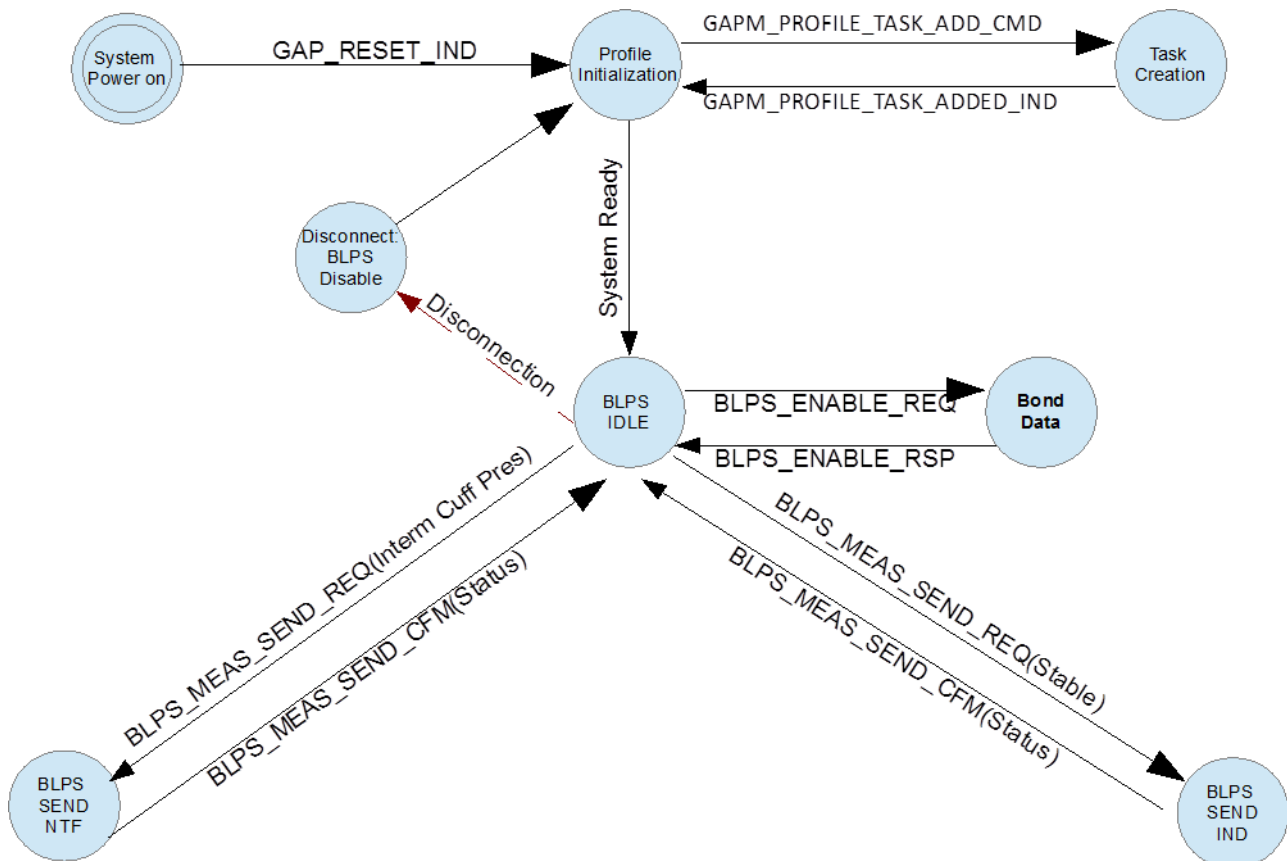 System
Power on
GAP_RESET_IND
Profile
Initialization
GAPM_PROFILE_TASK_ADD_CMD
GAPM_PROFILE_TASK_ADDED_IND
Task
Creation
Disconnect:
BLPS
Disable
System Ready
Disconnection
BLPS
IDLE
BLPS_ENABLE_REQ
BLPS_ENABLE_RSP
Bond
Data
BLPS_MEAS_SEND_REQ(Interm Cuff Pres)
BLPS_MEAS_SEND_CFM(Status)
BLPS_MEAS_SEND_REQ(Stable)
BLPS_MEAS_SEND_CFM(Status)
BLPS
SEND
NTF
BLPS
SEND
IND